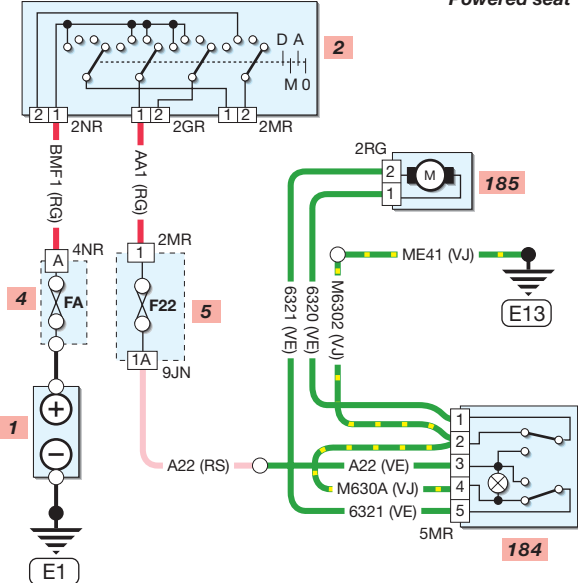 Powered seat
D A
M 0
2
2 1
2NR
1 2
2GR
1 2
2MR
BMF1 (RG)
AA1 (RG)
2RG
2
1
M
185
4NR
A
FA
4
2MR
1
F22
5
1A
9JN
ME41 (VJ)
E13
6321 (VE)
6320 (VE)
M6302 (VJ)
1
+
−
E1
A22 (RS)
A22 (VE)
M630A (VJ)
6321 (VE)
5MR
1
2
3
4
5
184